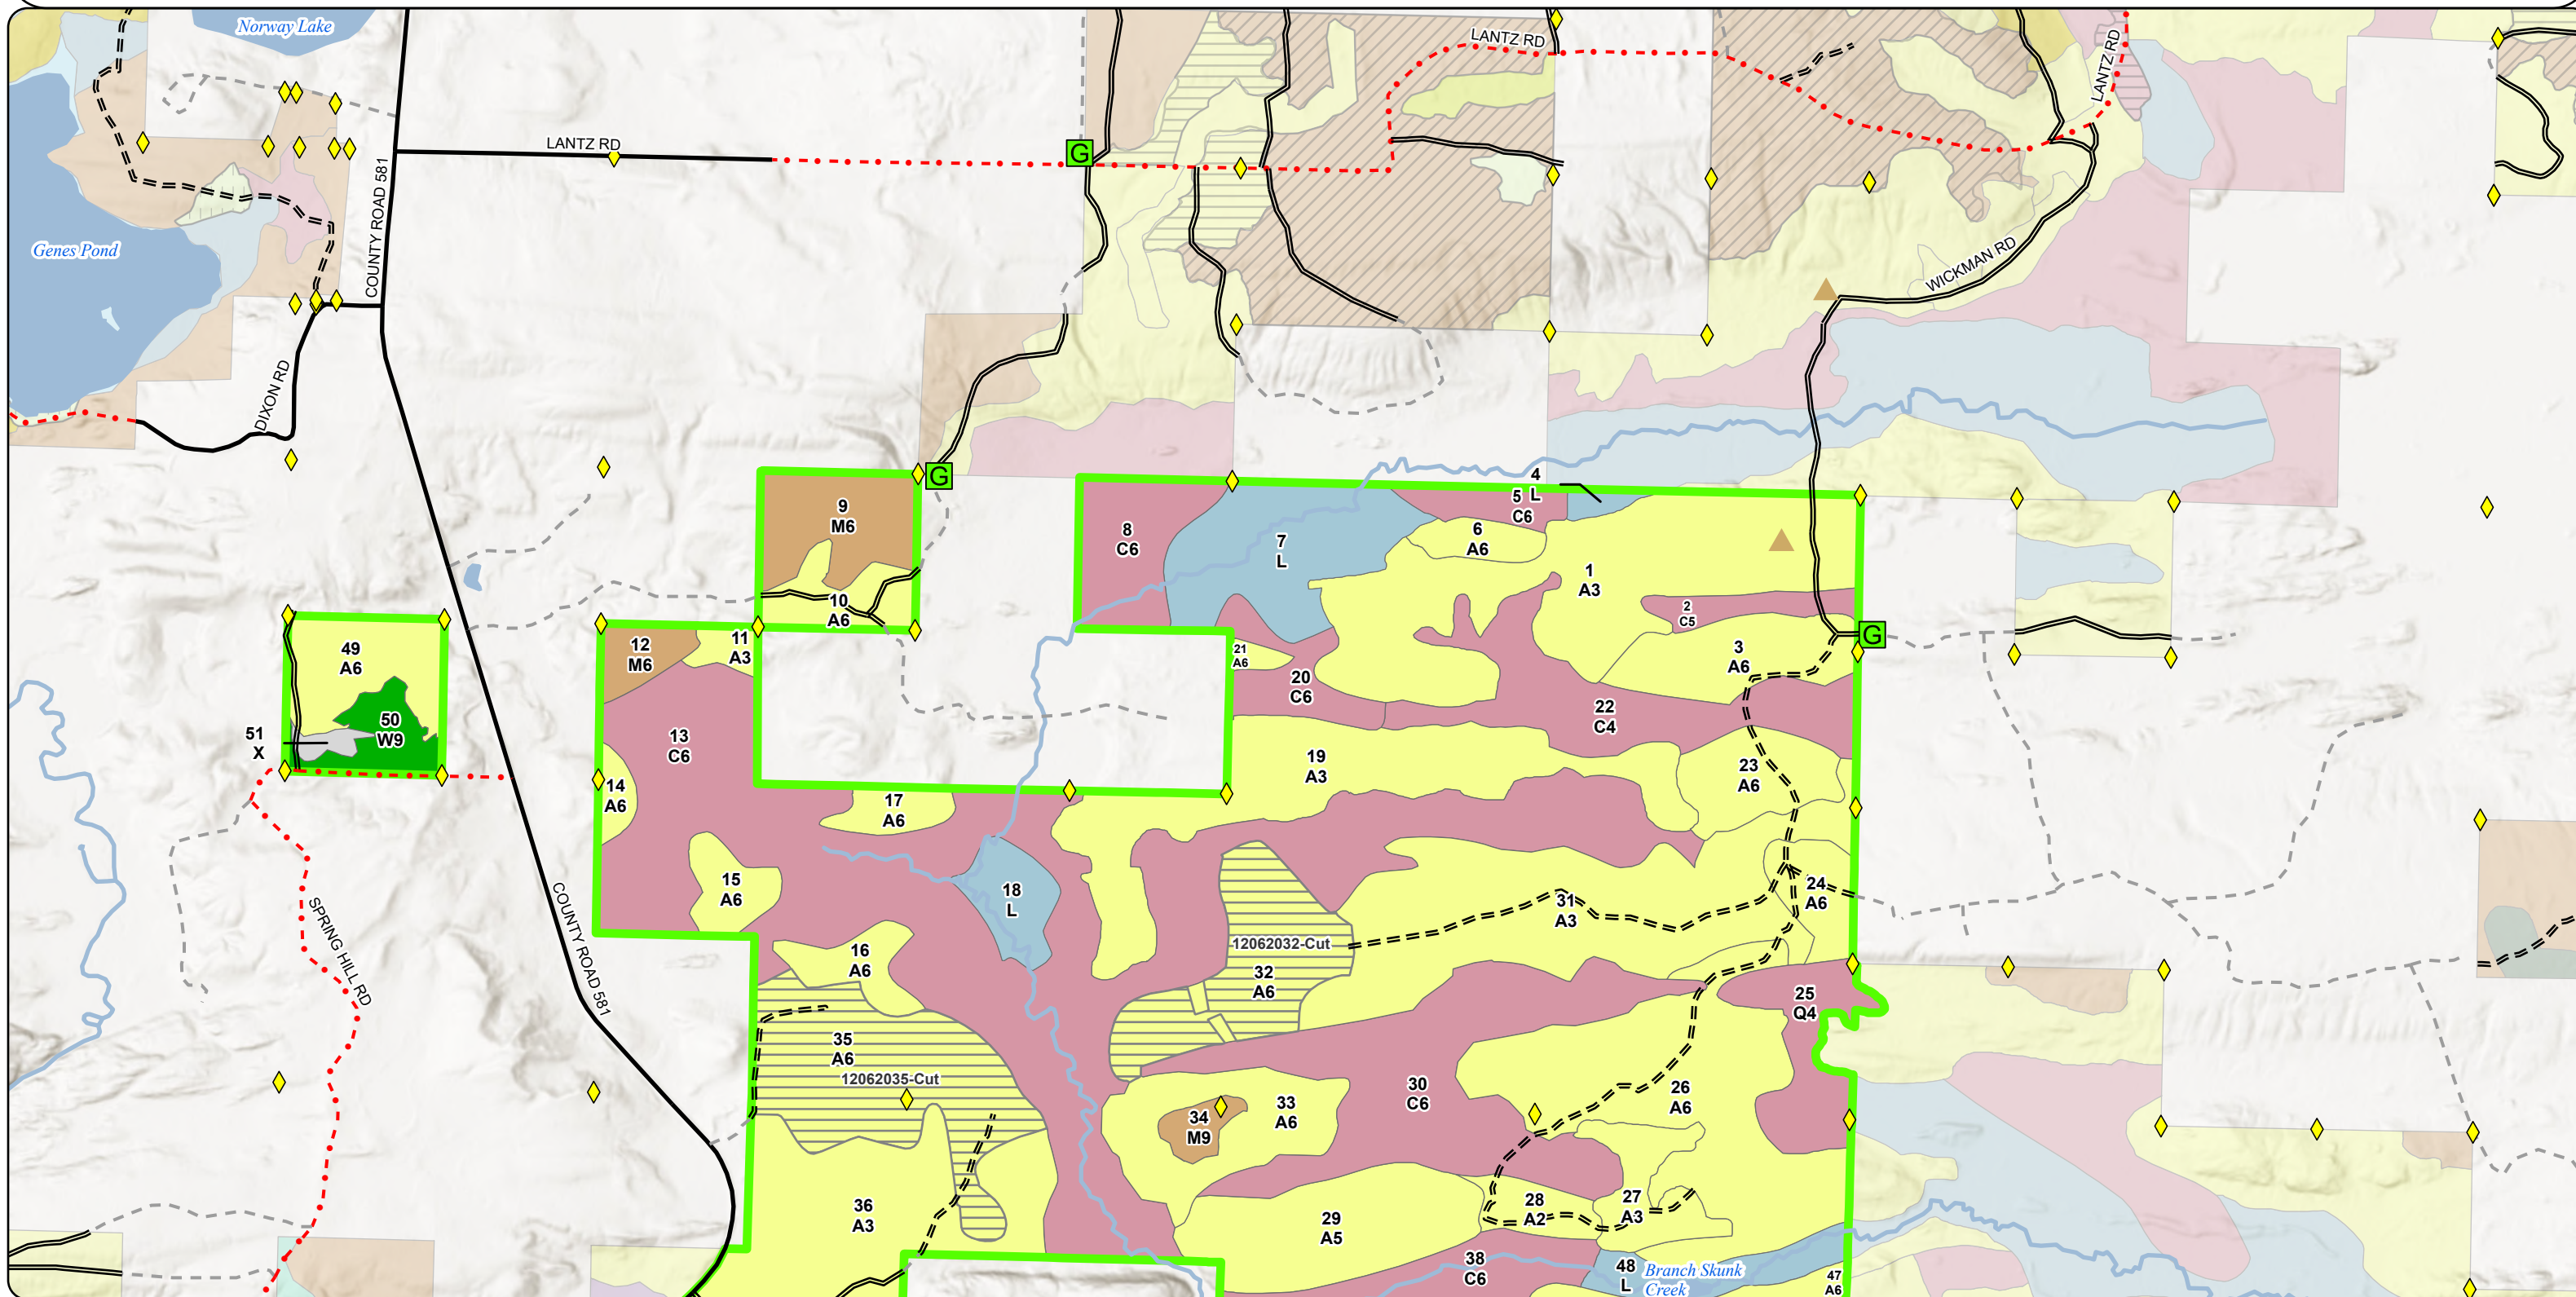 Norway Lake
LANTZ RD
LANTZ RD
LANTZ RD
G
COUNTY ROAD 581
Genes Pond
WICKMAN RD
DIXON RD
G
4
L
5
C6
9
M6
8
C6
6
A6
7
L
1
A3
10
A6
2
C5
G
11
A3
12
M6
49
A6
21
A6
3
A6
20
C6
22
C4
50
W9
51
X
13
C6
19
A3
23
A6
14
A6
17
A6
15
A6
18
L
24
A6
31
A3
SPRING HILL RD
COUNTY ROAD 581
12062032-Cut
16
A6
32
A6
25
Q4
35
A6
12062035-Cut
30
C6
26
A6
33
A6
34
M9
36
A3
28
A2
27
A3
29
A5
38
C6
48
L
Branch Skunk
Creek
47
A6